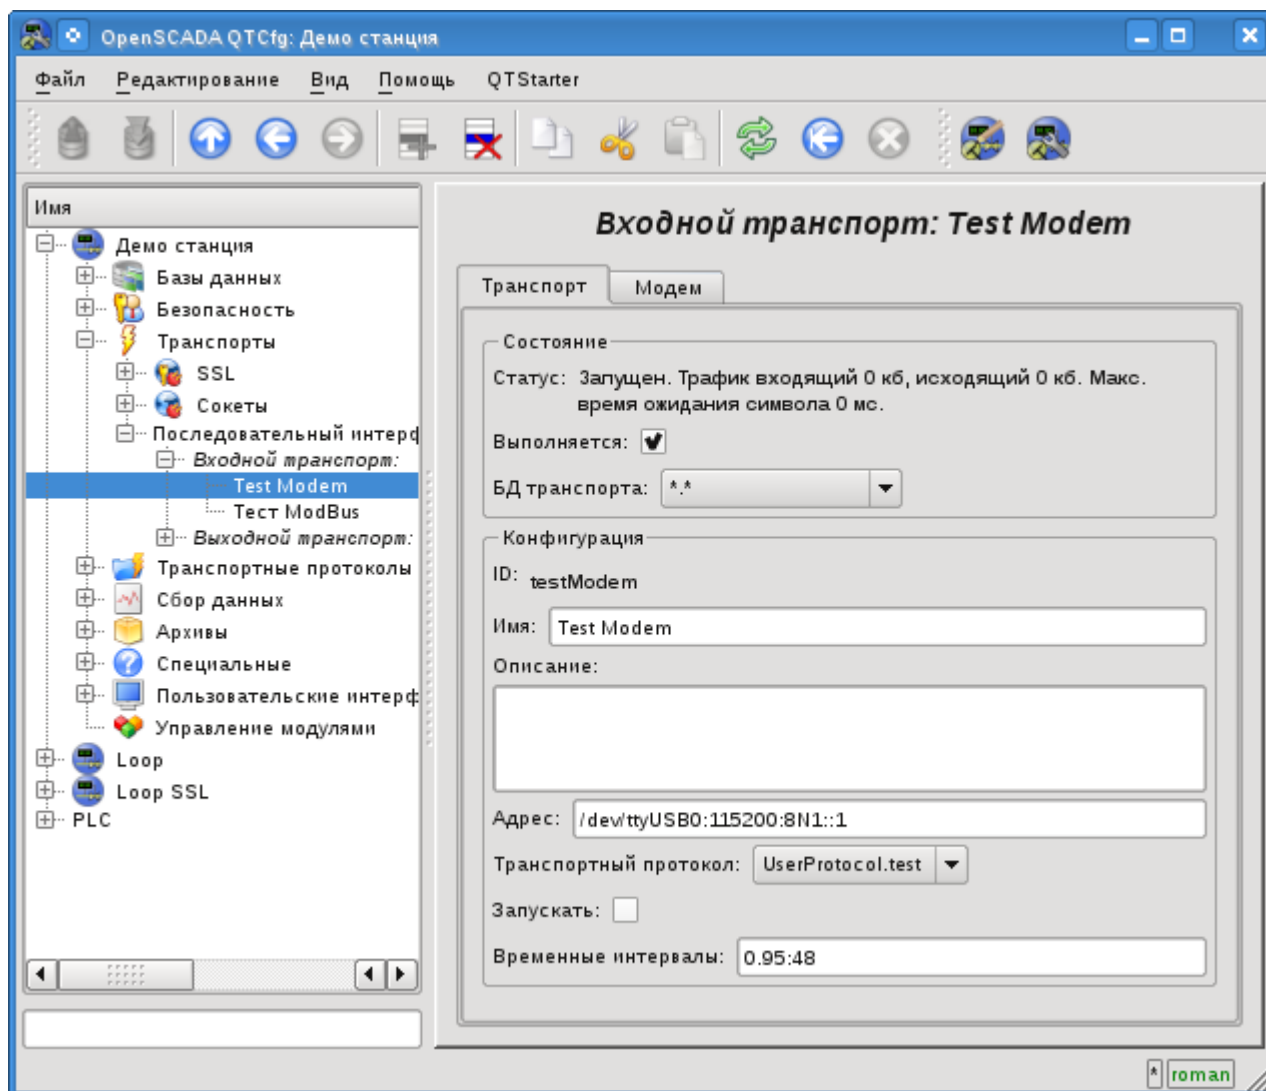 OpenSCADA QTCfg: Демо станция
Файл Редактирование Вид Помощь QTStarter
Имя
Демо станция
Базы данных
Безопасность
Транспорты
SSL
Сокеты
Последовательный интерф
Входной транспорт:
Test Modem
Тест ModBus
Выходной транспорт:
Транспортные протоколы
Сбор данных
Архивы
Специальные
Пользовательские интерф
Управление модулями
Loop
Loop SSL
PLC
Входной транспорт: Test Modem
Транспорт Модем
Состояние
Статус: Запущен. Трафик входящий 0 кб, исходящий 0 кб. Макс.
время ожидания символа 0 мс.
Выполняется:
БД транспорта: *.*
Конфигурация
ID: testModem
Имя: Test Modem
Описание:
Адрес: /dev/ttyUSB0:115200:8N1::1
Транспортный протокол: UserProtocol.test
Запускать:
Временные интервалы: 0.95:48
* roman